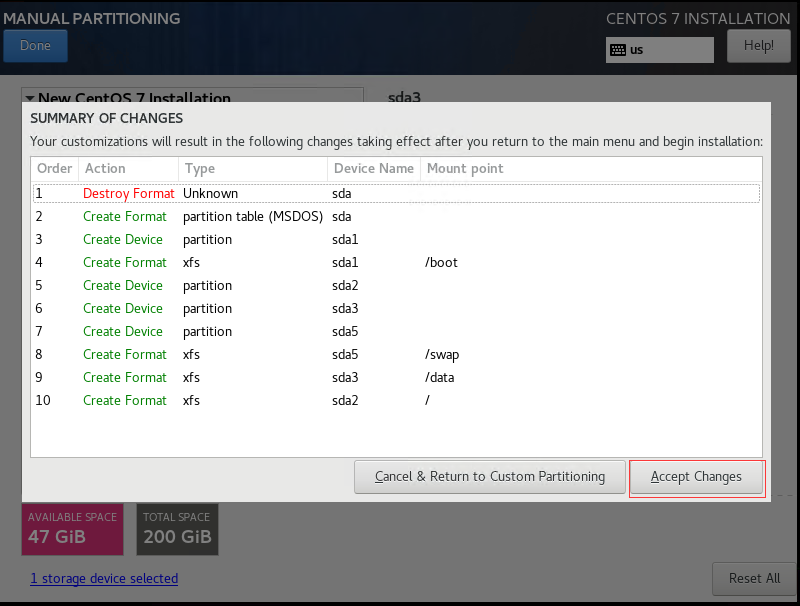 MANUAL PARTITIONING
CENTOS 7 INSTALLATION
Done
us
Help!
New CentOS 7 Installation
sda3
SUMMARY OF CHANGES
Your customizations will result in the following changes taking effect after you return to the main menu and begin installation:
Order Action Type Device Name Mount point
1 Destroy Format Unknown sda
2 Create Format partition table (MSDOS) sda
3 Create Device partition sda1
4 Create Format xfs sda1 /boot
5 Create Device partition sda2
6 Create Device partition sda3
7 Create Device partition sda5
8 Create Format xfs sda5 /swap
9 Create Format xfs sda3 /data
10 Create Format xfs sda2 /
Cancel & Return to Custom Partitioning
Accept Changes
AVAILABLE SPACE
47 GiB
TOTAL SPACE
200 GiB
1 storage device selected
Reset All